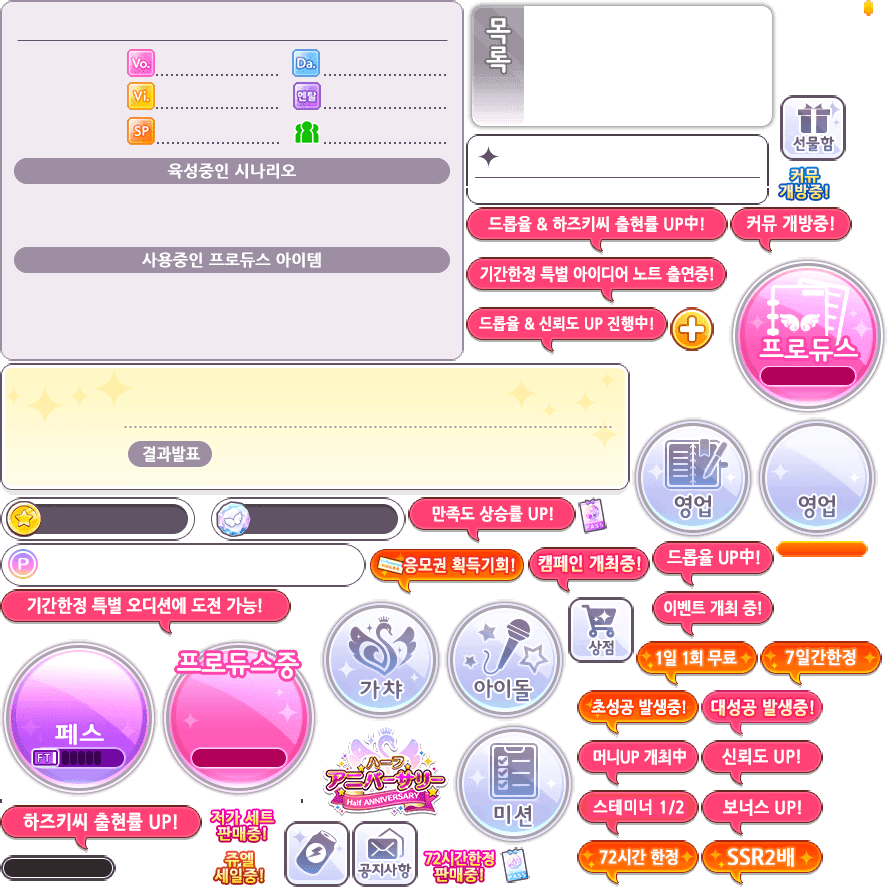 Vo.
Da.
Vi.
멘탈
SP
육성중인 시나리오
사용중인 프로듀스 아이템
목록
선물함
커뮤
개방중!
드롭율 & 하즈키씨 출현률 UP中!
커뮤 개방중!
기간한정 특별 아이디어 노트 출연중!
드롭율 & 신뢰도 UP 진행中!
프로듀스
결과발표
영업
영업
만족도 상승률 UP!
PASS
P
응모권 획득기회!
캠페인 개최중!
드롭율 UP中!
기간한정 특별 오디션에 도전 가능!
이벤트 개최 중!
상점
1일 1회 무료
7일간한정
프로듀스중
가챠
아이돌
페스
FT
초성공 발생중!
대성공 발생중!
ハーフ
アニバーサリー
Half ANNIVERSARY
미션
머니UP 개최中
신뢰도 UP!
스테미너 1/2
보너스 UP!
하즈키씨 출현률 UP!
저가 세트
판매중!
쥬엘
세일중!
공지사항
72시간한정
판매중!
PASS
72시간 한정
SSR2배